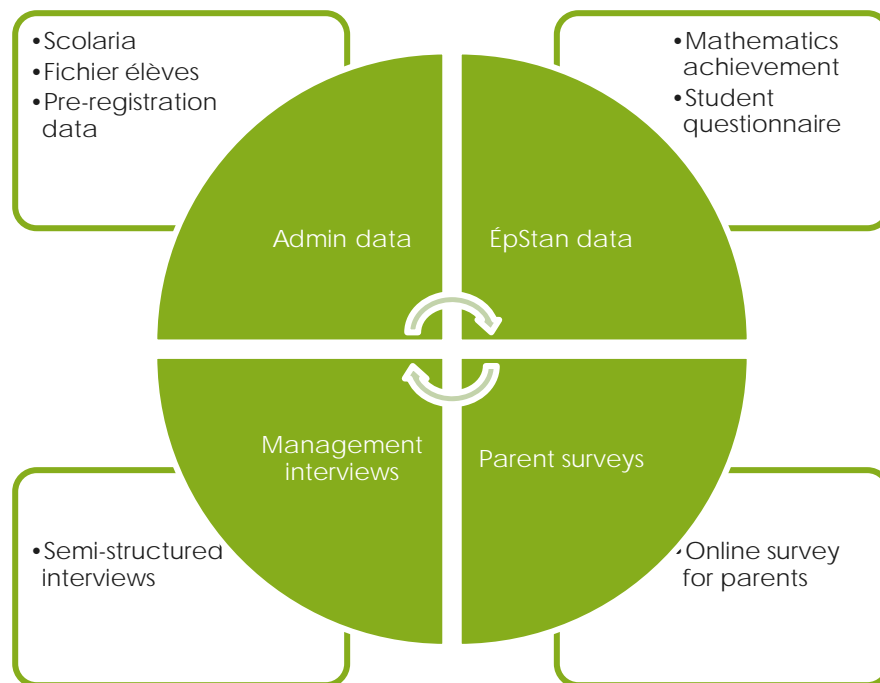 •Scolaria
•Fichier élèves
•Pre-registration
data
•Mathematics
achievement
•Student
questionnaire
Admin data
ÉpStan data
Management
interviews
Parent surveys
•Semi-structured
interviews
•Online survey
for parents